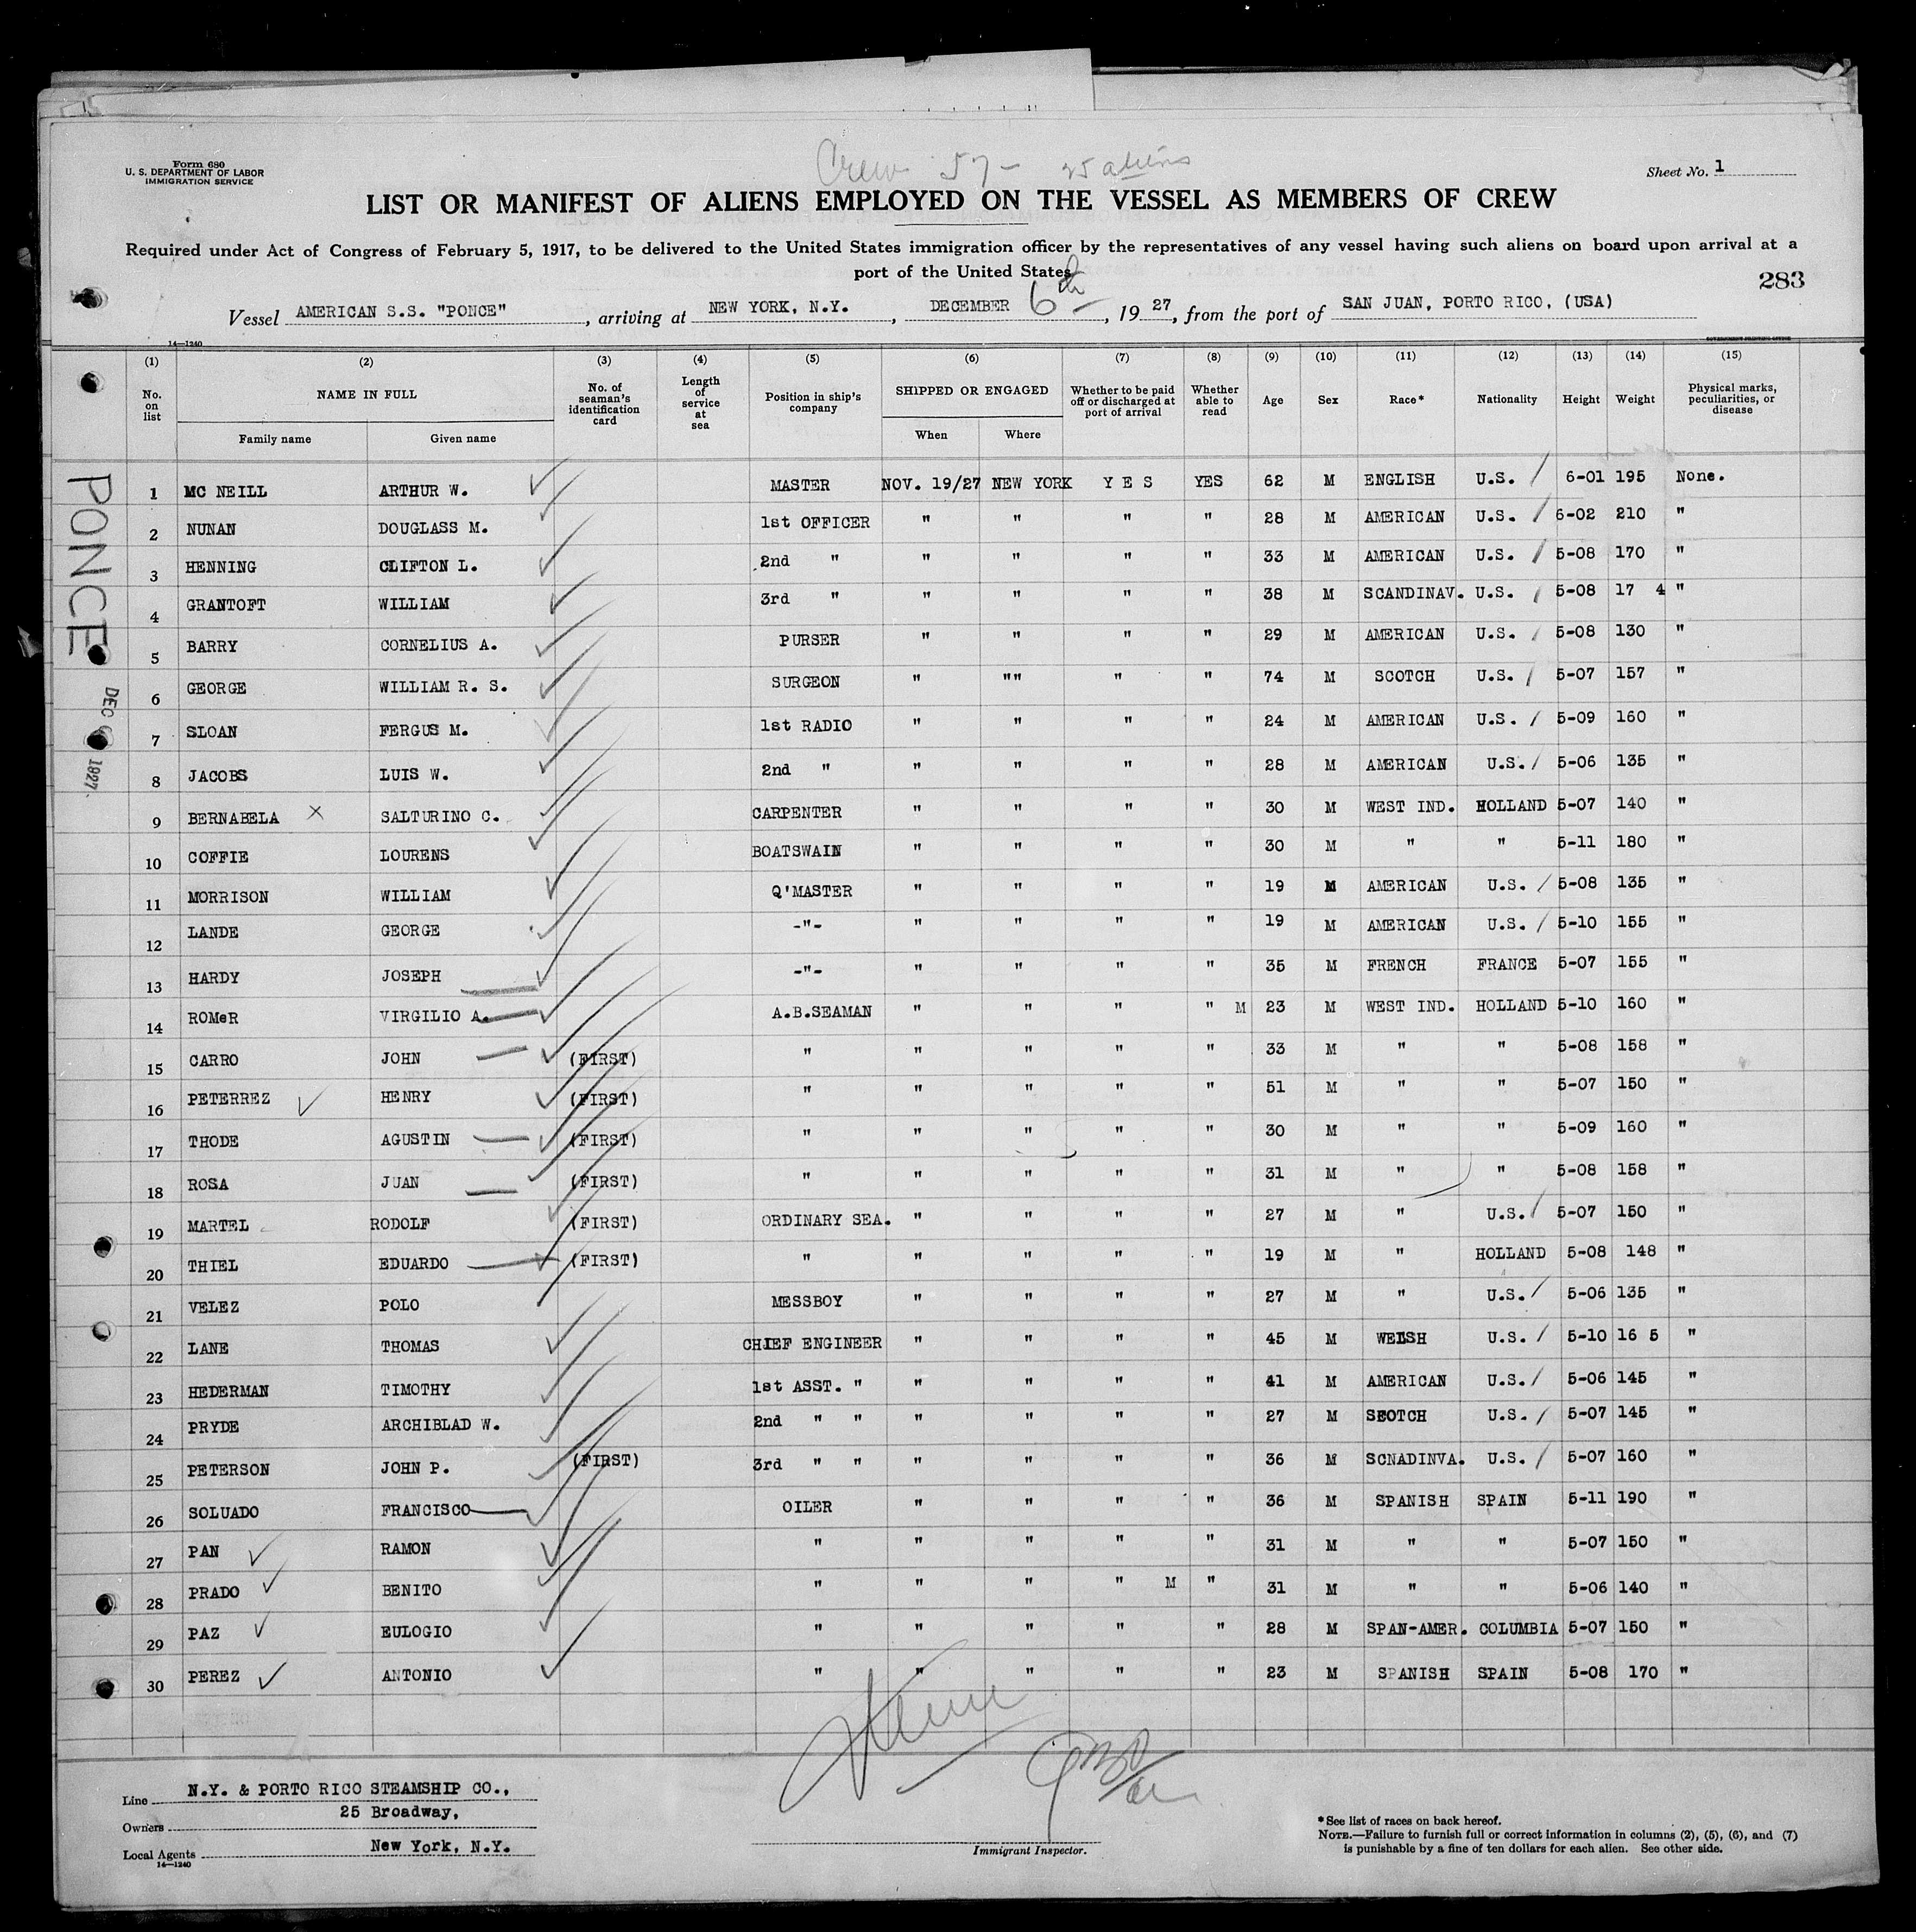 Crew 57 - 25 aliens
Form 680
U. S. DEPARTMENT OF LABOR
IMMIGRATION SERVICE
Sheet No. 1
LIST OR MANIFEST OF ALIENS EMPLOYED ON THE VESSEL AS MEMBERS OF CREW
Required under Act of Congress of February 5, 1917, to be delivered to the United States immigration officer by the representatives of any vessel having such aliens on board upon arrival at a
port of the United States
283
Vessel AMERICAN S.S. "PONCE", arriving at NEW YORK, N.Y., DECEMBER 6th, 1927, from the port of SAN JUAN, PORTO RICO, (USA)
14—1240
GOVERNMENT PRINTING OFFICE
(1) (2) (3) (4) (5) (6) (7) (8) (9) (10) (11) (12) (13) (14) (15)
No. on list NAME IN FULL No. of seaman's identification card Length of service at sea Position in ship's company SHIPPED OR ENGAGED Whether to be paid off or discharged at port of arrival Whether able to read Age Sex Race* Nationality Height Weight Physical marks, peculiarities, or disease
Family name Given name When Where
PONCE
DEC 6 1927
1 MC NEILL ARTHUR W. MASTER NOV. 19/27 NEW YORK Y E S YES 62 M ENGLISH U.S. 6-01 195 None.
2 NUNAN DOUGLASS M. 1st OFFICER " " " " 28 M AMERICAN U.S. 6-02 210 "
3 HENNING CLIFTON L. 2nd " " " " " 33 M AMERICAN U.S. 5-08 170 "
4 GRANTOFT WILLIAM 3rd " " " " " 38 M SCANDINAV. U.S. 5-08 17 4 "
5 BARRY CORNELIUS A. PURSER " " " " 29 M AMERICAN U.S. 5-08 130 "
6 GEORGE WILLIAM R. S. SURGEON " "" " " 74 M SCOTCH U.S. 5-07 157 "
7 SLOAN FERGUS M. 1st RADIO " " " " 24 M AMERICAN U.S. 5-09 160 "
8 JACOBS LUIS W. 2nd " " " " " 28 M AMERICAN U.S. 5-06 135 "
9 BERNABELA X SALTURINO C. CARPENTER " " " " 30 M WEST IND. HOLLAND 5-07 140 "
10 COFFIE LOURENS BOATSWAIN " " " " 30 M " " 5-11 180 "
11 MORRISON WILLIAM Q'MASTER " " " " 19 M AMERICAN U.S. 5-08 135 "
12 LANDE GEORGE -"- " " " " 19 M AMERICAN U.S. 5-10 155 "
13 HARDY JOSEPH -"- " " " " 35 M FRENCH FRANCE 5-07 155 "
14 ROMeR VIRGILIO A. A.B.SEAMAN " " " " M 23 M WEST IND. HOLLAND 5-10 160 "
15 CARRO JOHN (FIRST) " " " " " 33 M " " 5-08 158 "
16 PETERREZ HENRY (FIRST) " " " " " 51 M " " 5-07 150 "
17 THODE AGUSTIN (FIRST) " " " " " 30 M " " 5-09 160 "
18 ROSA JUAN (FIRST) " " " " " 31 M " " 5-08 158 "
19 MARTEL RODOLF (FIRST) ORDINARY SEA. " " " " 27 M " U.S. 5-07 150 "
20 THIEL EDUARDO (FIRST) " " " " " 19 M " HOLLAND 5-08 148 "
21 VELEZ POLO MESSBOY " " " " 27 M " U.S. 5-06 135 "
22 LANE THOMAS CHIEF ENGINEER " " " " 45 M WELSH U.S. 5-10 16 5 "
23 HEDERMAN TIMOTHY 1st ASST. " " " " " 41 M AMERICAN U.S. 5-06 145 "
24 PRYDE ARCHIBLAD W. 2nd " " " " " " 27 M SCOTCH U.S. 5-07 145 "
25 PETERSON JOHN P. (FIRST) 3rd " " " " " " 36 M SCNADINVA. U.S. 5-07 160 "
26 SOLUADO FRANCISCO OILER " " " " 36 M SPANISH SPAIN 5-11 190 "
27 PAN RAMON " " " " " 31 M " " 5-07 150 "
28 PRADO BENITO " " " " M " 31 M " " 5-06 140 "
29 PAZ EULOGIO " " " " " 28 M SPAN-AMER. COLUMBIA 5-07 150 "
30 PEREZ ANTONIO " " " " " 23 M SPANISH SPAIN 5-08 170 "
Line N.Y. & PORTO RICO STEAMSHIP CO.,
25 Broadway,
Owners
Local Agents New York, N.Y.
14—1240
Immigrant Inspector.
*See list of races on back hereof.
NOTE.—Failure to furnish full or correct information in columns (2), (5), (6), and (7)
is punishable by a fine of ten dollars for each alien. See other side.